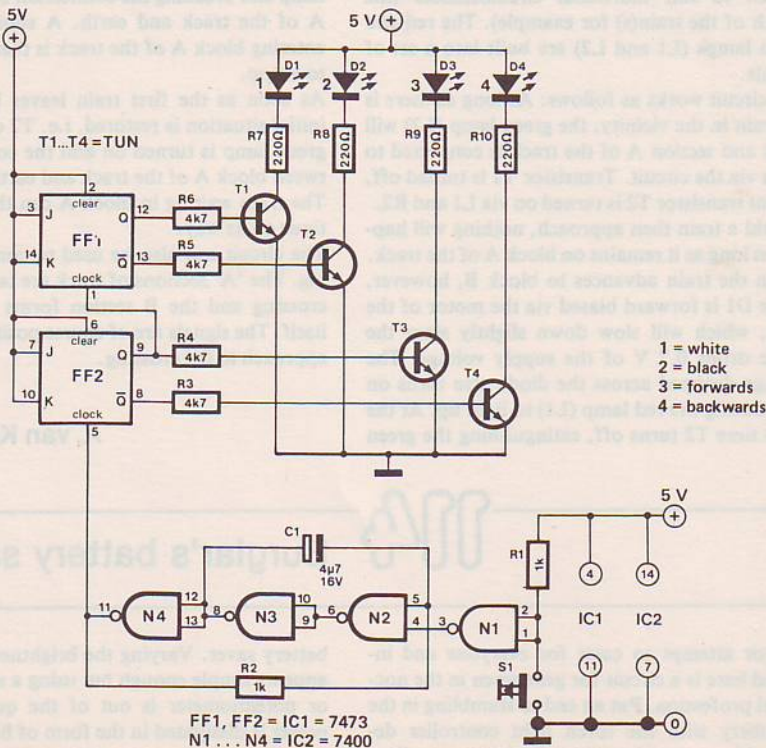 5V
5 V
D1
D2
D3
D4
1
2
3
4
R7
R8
R9
R10
220Ω
220Ω
220Ω
220Ω
T1...T4 = TUN
2
clear
3
J
Q
12
R6
4k7
T1
FF1
14
K
Q
13
R5
4k7
T2
clock
1
6
clear
7
J
Q
9
R4
4k7
T3
FF2
10
K
Q
8
R3
4k7
T4
clock
5
1 = white
2 = black
3 = forwards
4 = backwards
5 V
C1
4µ7
16V
R1
1k
4
14
11
N4
12
13
8
N3
10
9
6
N2
5
4
3
N1
2
1
IC1
IC2
S1
11
7
R2
1k
0
FF1, FF2 = IC1 = 7473
N1 ... N4 = IC2 = 7400